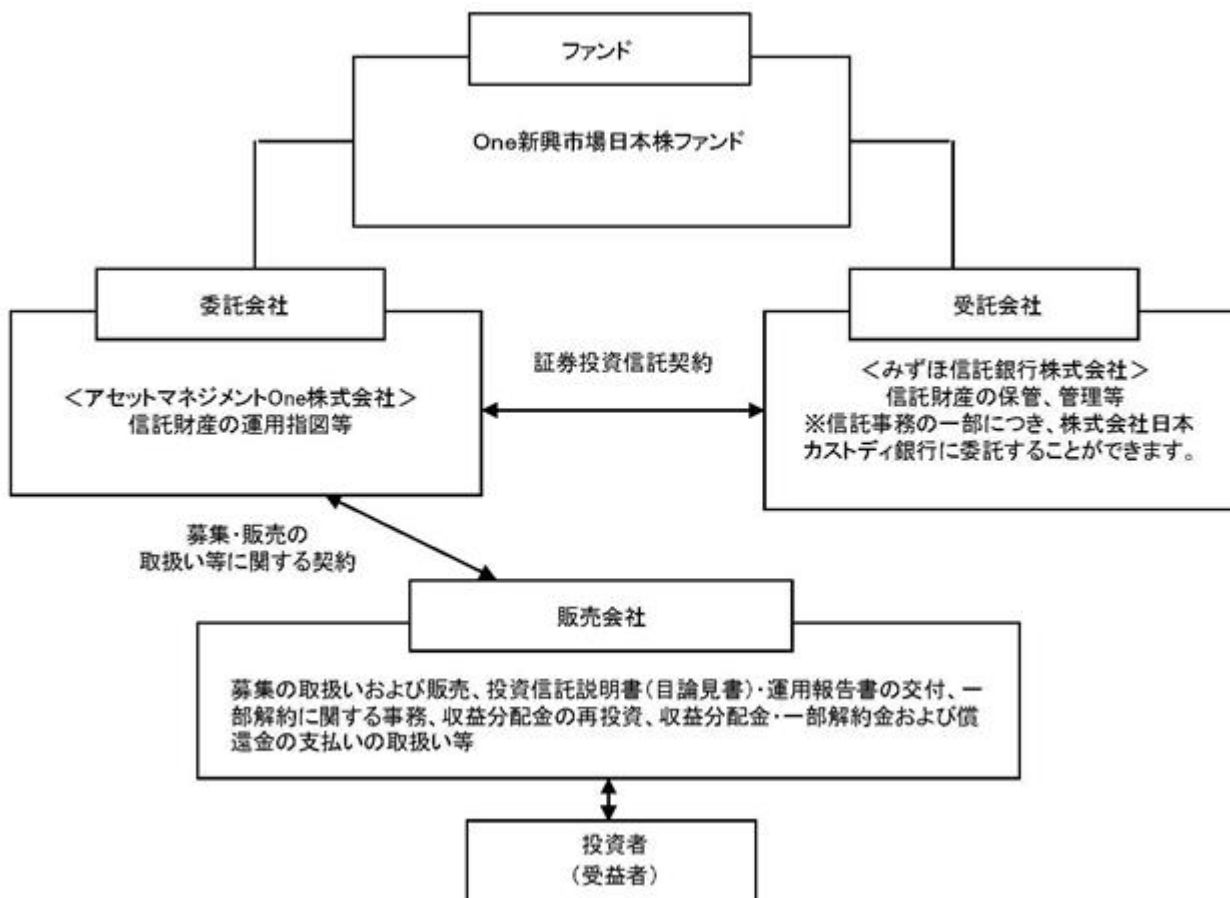 ファンド
One新興市場日本株ファンド
委託会社
<アセットマネジメントOne株式会社>
信託財産の運用指図等
証券投資信託契約
受託会社
<みずほ信託銀行株式会社>
信託財産の保管、管理等
※信託事務の一部につき、株式会社日本
カストディ銀行に委託することができます。
募集・販売の
取扱い等に関する契約
販売会社
募集の取扱いおよび販売、投資信託説明書(目論見書)・運用報告書の交付、一
部解約に関する事務、収益分配金の再投資、収益分配金・一部解約金および償
還金の支払いの取扱い等
投資者
(受益者)